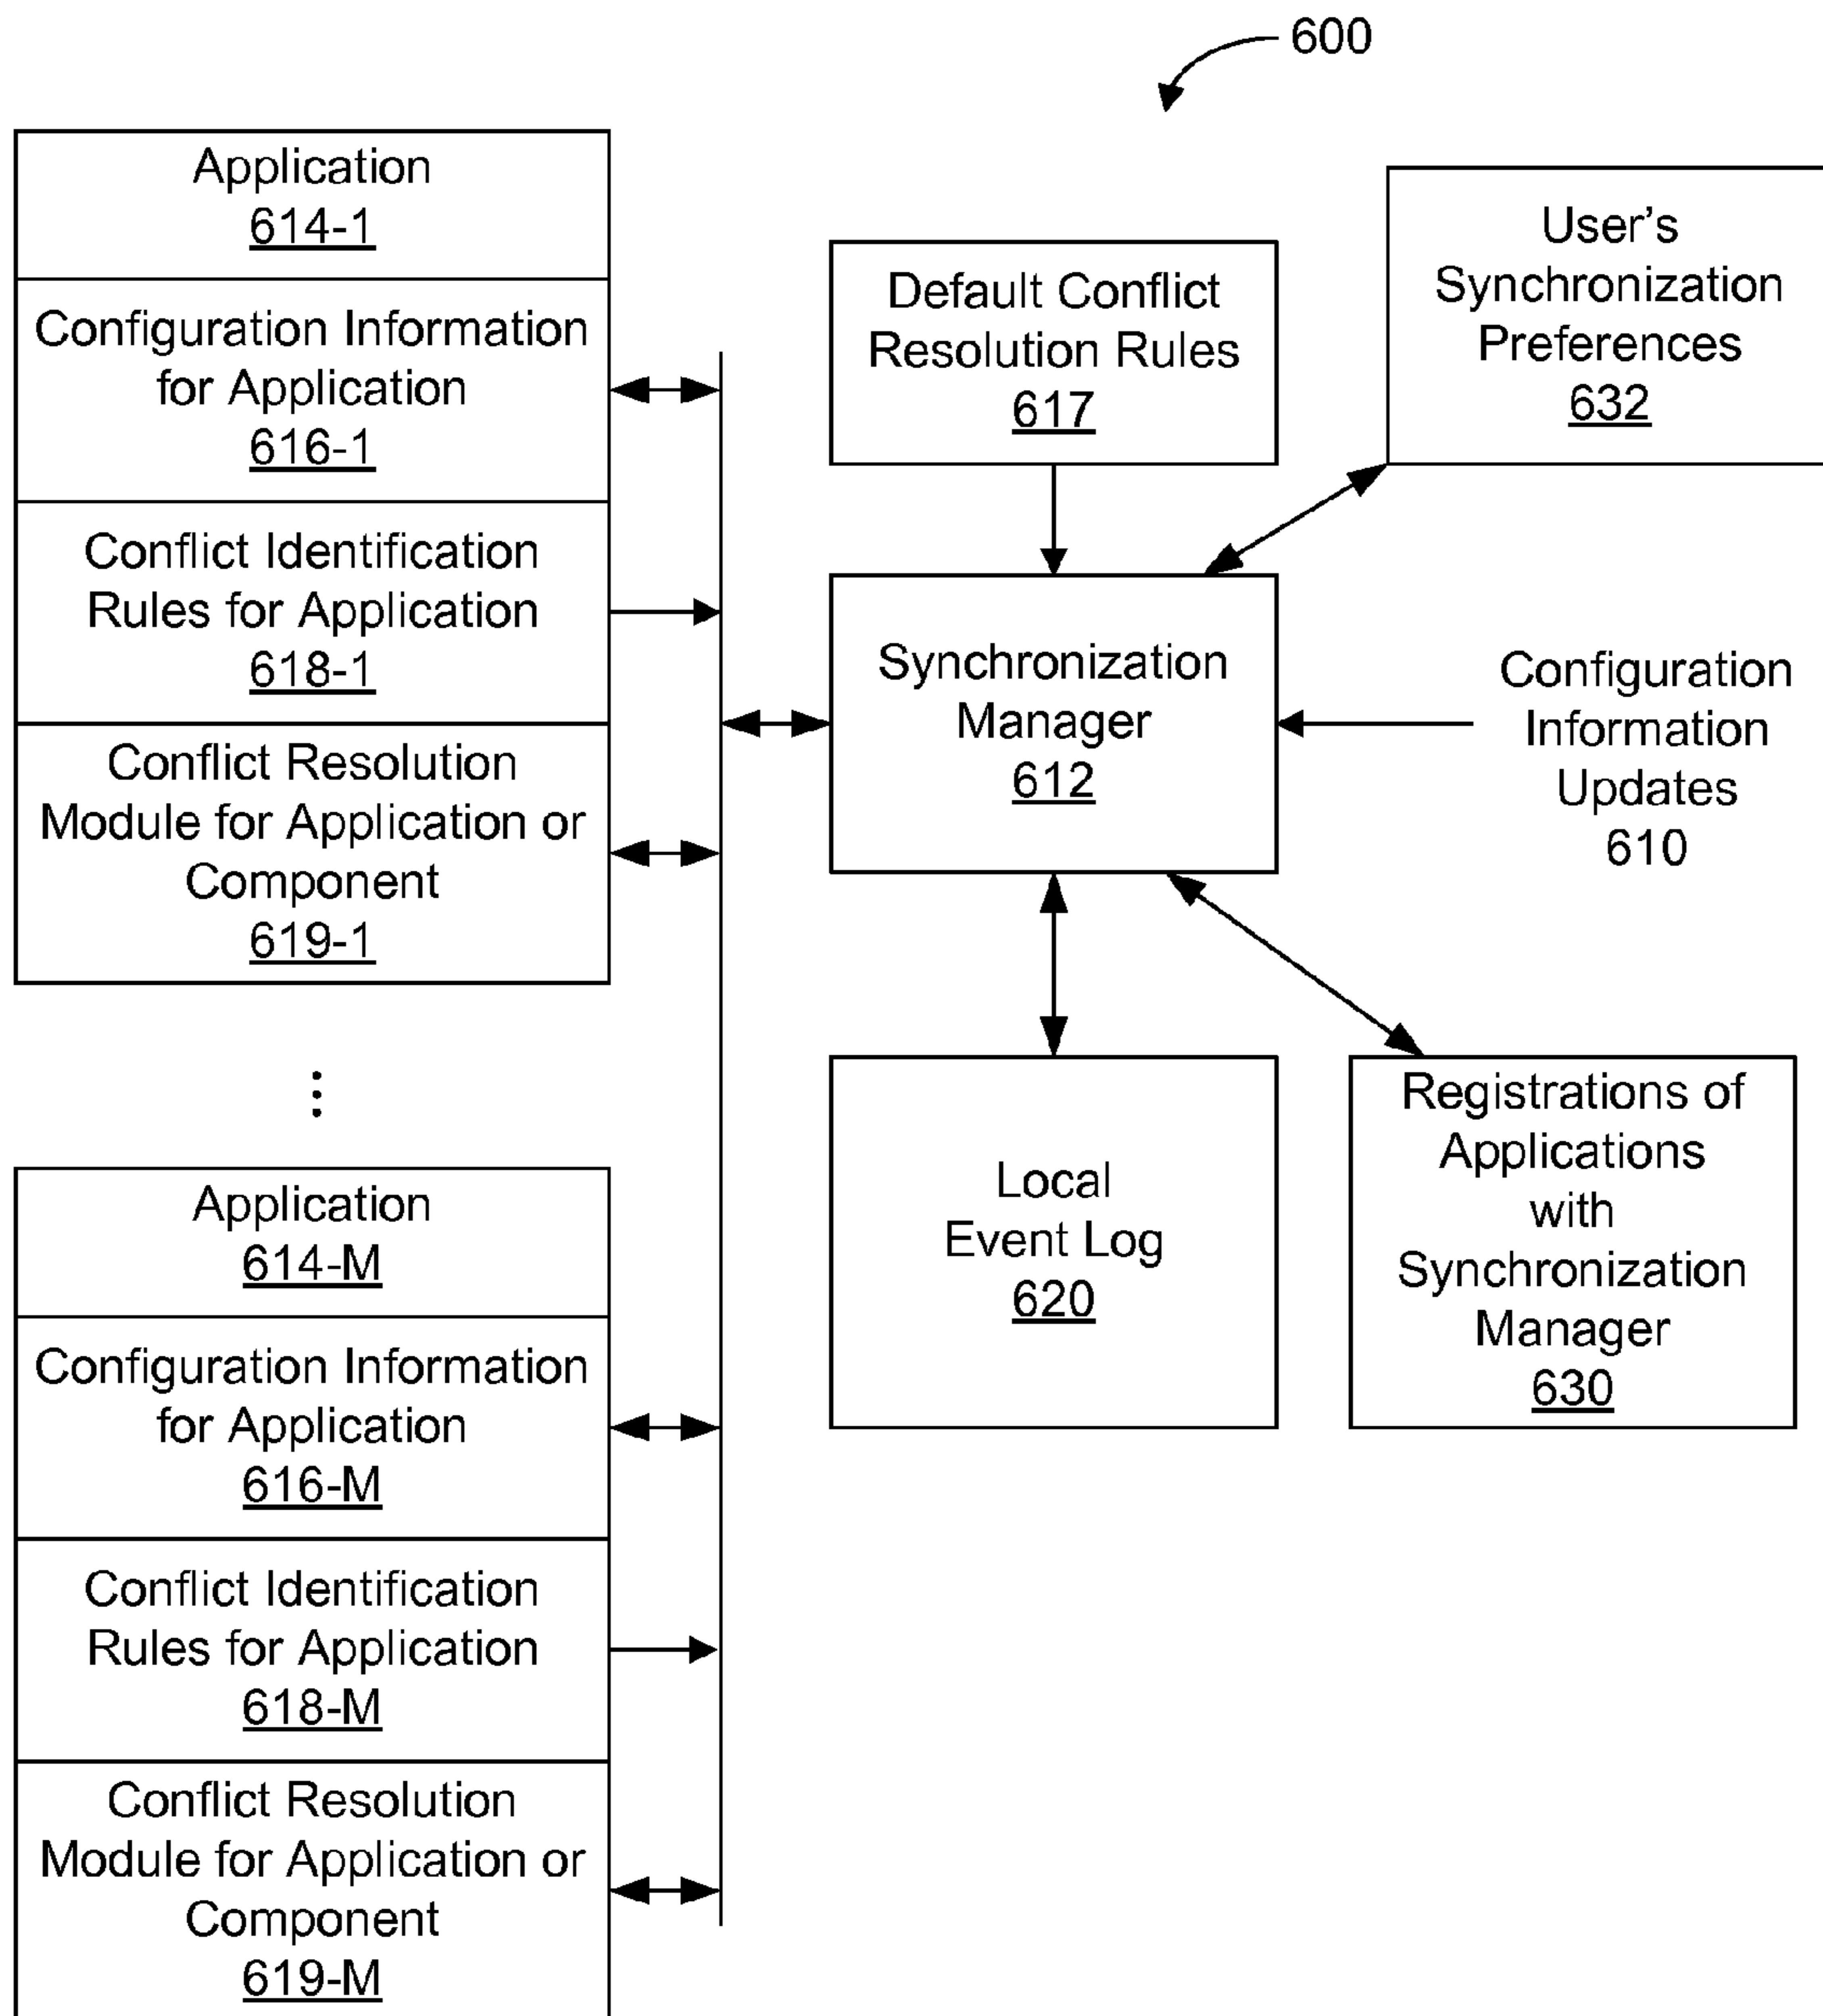 600
Application
614-1
Configuration Information
for Application
616-1
Conflict Identification
Rules for Application
618-1
Conflict Resolution
Module for Application or
Component
619-1
Application
614-M
Configuration Information
for Application
616-M
Conflict Identification
Rules for Application
618-M
Conflict Resolution
Module for Application or
Component
619-M
Default Conflict
Resolution Rules
617
User's
Synchronization
Preferences
632
Synchronization
Manager
612
Configuration
Information
Updates
610
Local
Event Log
620
Registrations of
Applications
with
Synchronization
Manager
630